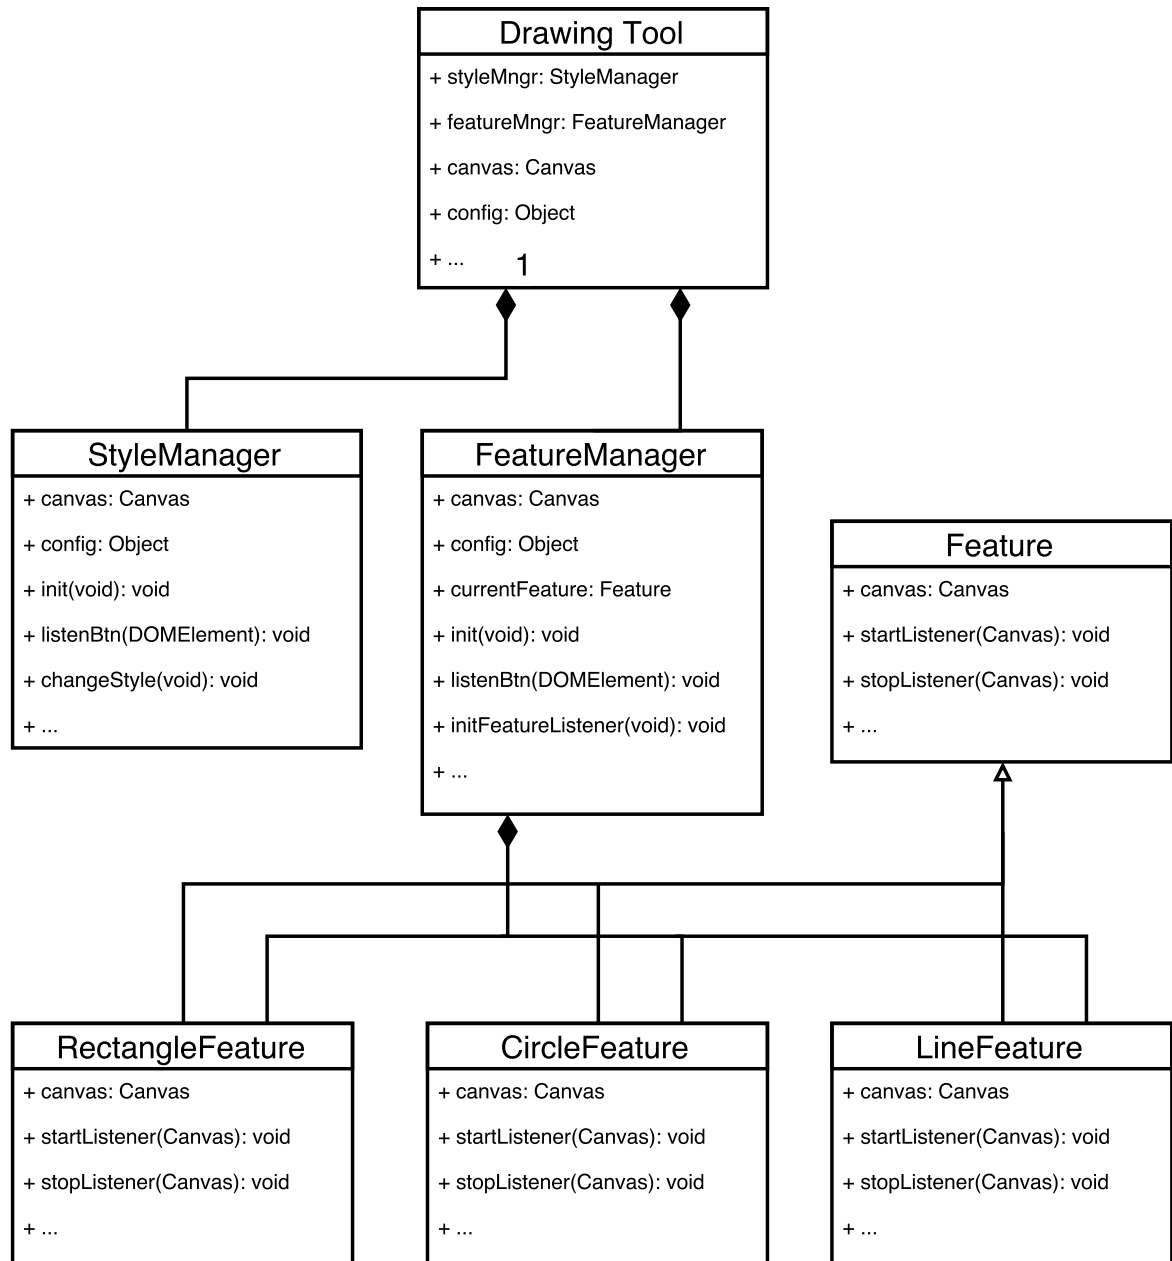 Drawing Tool
+ styleMngr: StyleManager
+ featureMngr: FeatureManager
+ canvas: Canvas
+ config: Object
+ ...
1
StyleManager
+ canvas: Canvas
+ config: Object
+ init(void): void
+ listenBtn(DOMElement): void
+ changeStyle(void): void
+ ...
FeatureManager
+ canvas: Canvas
+ config: Object
+ currentFeature: Feature
+ init(void): void
+ listenBtn(DOMElement): void
+ initFeatureListener(void): void
+ ...
Feature
+ canvas: Canvas
+ startListener(Canvas): void
+ stopListener(Canvas): void
+ ...
RectangleFeature
+ canvas: Canvas
+ startListener(Canvas): void
+ stopListener(Canvas): void
+ ...
CircleFeature
+ canvas: Canvas
+ startListener(Canvas): void
+ stopListener(Canvas): void
+ ...
LineFeature
+ canvas: Canvas
+ startListener(Canvas): void
+ stopListener(Canvas): void
+ ...